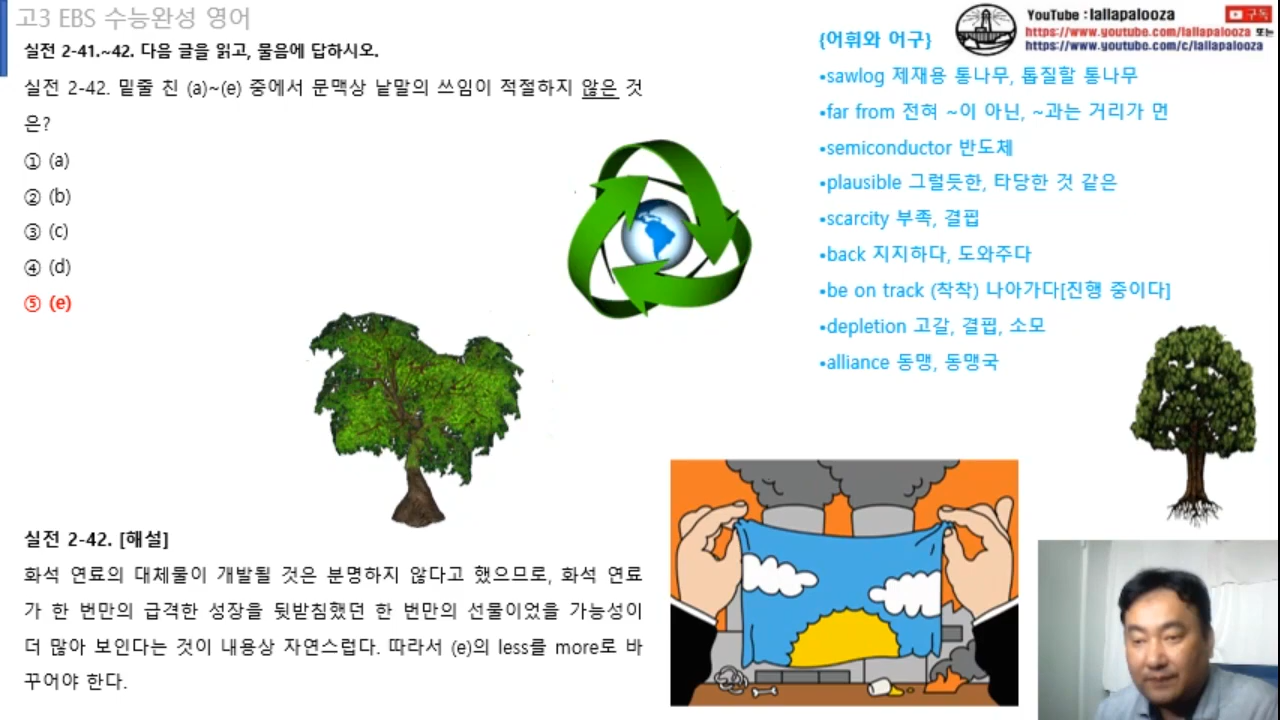 고3 EBS 수능완성 영어
실전 2-41.~42. 다음 글을 읽고, 물음에 답하시오.
실전 2-42. 밑줄 친 (a)~(e) 중에서 문맥상 낱말의 쓰임이 적절하지 않은 것
은?
① (a)
② (b)
③ (c)
④ (d)
⑤ (e)
실전 2-42. [해설]
화석 연료의 대체물이 개발될 것은 분명하지 않다고 했으므로, 화석 연료
가 한 번만의 급격한 성장을 뒷받침했던 한 번만의 선물이었을 가능성이
더 많아 보인다는 것이 내용상 자연스럽다. 따라서 (e)의 less를 more로 바
꾸어야 한다.
{어휘와 어구}
•sawlog 제재용 통나무, 톱질할 통나무
•far from 전혀 ~이 아닌, ~과는 거리가 먼
•semiconductor 반도체
•plausible 그럴듯한, 타당한 것 같은
•scarcity 부족, 결핍
•back 지지하다, 도와주다
•be on track (착착) 나아가다[진행 중이다]
•depletion 고갈, 결핍, 소모
•alliance 동맹, 동맹국
YouTube : lallapalooza
구독
https://www.youtube.com/lallapalooza 또는
https://www.youtube.com/c/lallapalooza